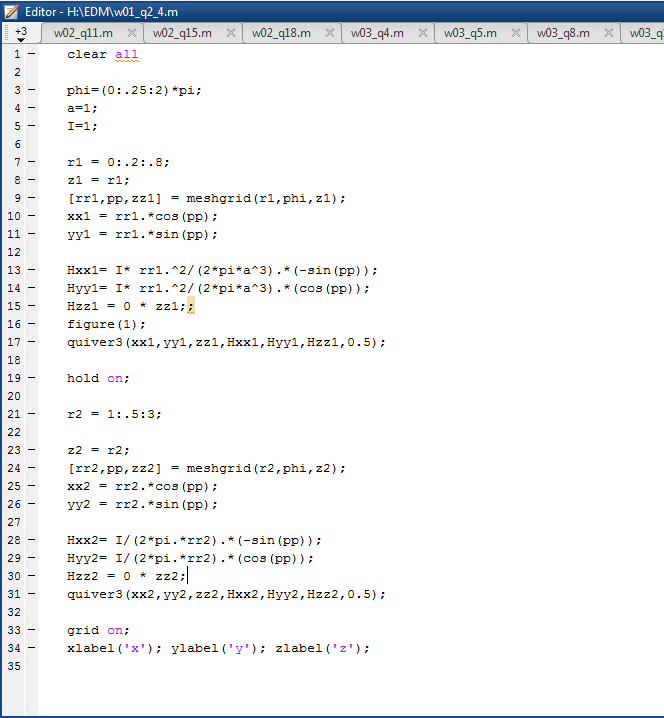 Editor - H:\EDM\w01_q2_4.m
+3 w02_q11.m w02_q15.m w02_q18.m w03_q4.m w03_q5.m w03_q8.m
1 clear all
2
3 phi=(0:.25:2)*pi;
4 a=1;
5 I=1;
6
7 r1 = 0:.2:.8;
8 z1 = r1;
9 [rr1,pp,zz1] = meshgrid(r1,phi,z1);
10 xx1 = rr1.*cos(pp);
11 yy1 = rr1.*sin(pp);
12
13 Hxx1= I* rr1.^2/(2*pi*a^3).*(-sin(pp));
14 Hyy1= I* rr1.^2/(2*pi*a^3).*(cos(pp));
15 Hzz1 = 0 * zz1;;
16 figure(1);
17 quiver3(xx1,yy1,zz1,Hxx1,Hyy1,Hzz1,0.5);
18
19 hold on;
20
21 r2 = 1:.5:3;
22
23 z2 = r2;
24 [rr2,pp,zz2] = meshgrid(r2,phi,z2);
25 xx2 = rr2.*cos(pp);
26 yy2 = rr2.*sin(pp);
27
28 Hxx2= I/(2*pi.*rr2).*(-sin(pp));
29 Hyy2= I/(2*pi.*rr2).*(cos(pp));
30 Hzz2 = 0 * zz2;
31 quiver3(xx2,yy2,zz2,Hxx2,Hyy2,Hzz2,0.5);
32
33 grid on;
34 xlabel('x'); ylabel('y'); zlabel('z');
35